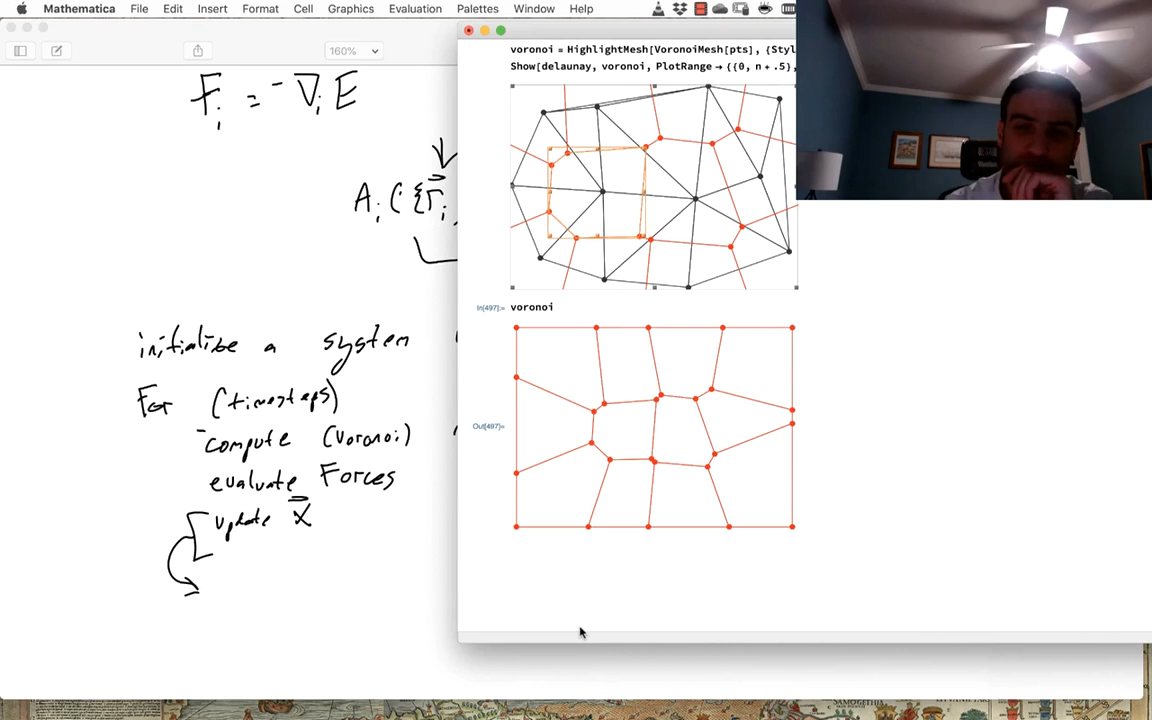 Mathematica File Edit Insert Format Cell Graphics Evaluation Palettes Window Help
160%
F_i = -∇_i E
A_i ({r_i
initialize a system
For (timesteps)
compute (Voronoi)
evaluate Forces
update x
voronoi = HighlightMesh[VoronoiMesh[pts], {Styl
Show[delaunay, voronoi, PlotRange → {{0, n + .5},
In[497]:= voronoi
Out[497]=